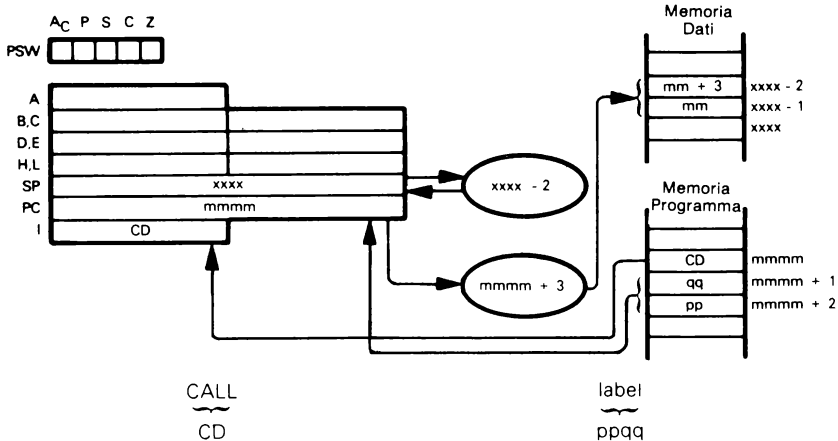 A_C P S C Z
PSW
A
B,C
D,E
H,L
SP xxxx
PC mmmm
I CD
xxxx - 2
mmmm + 3
Memoria
Dati
mm + 3 xxxx - 2
mm xxxx - 1
xxxx
Memoria
Programma
CD mmmm
qq mmmm + 1
pp mmmm + 2
CALL label
CD ppqq